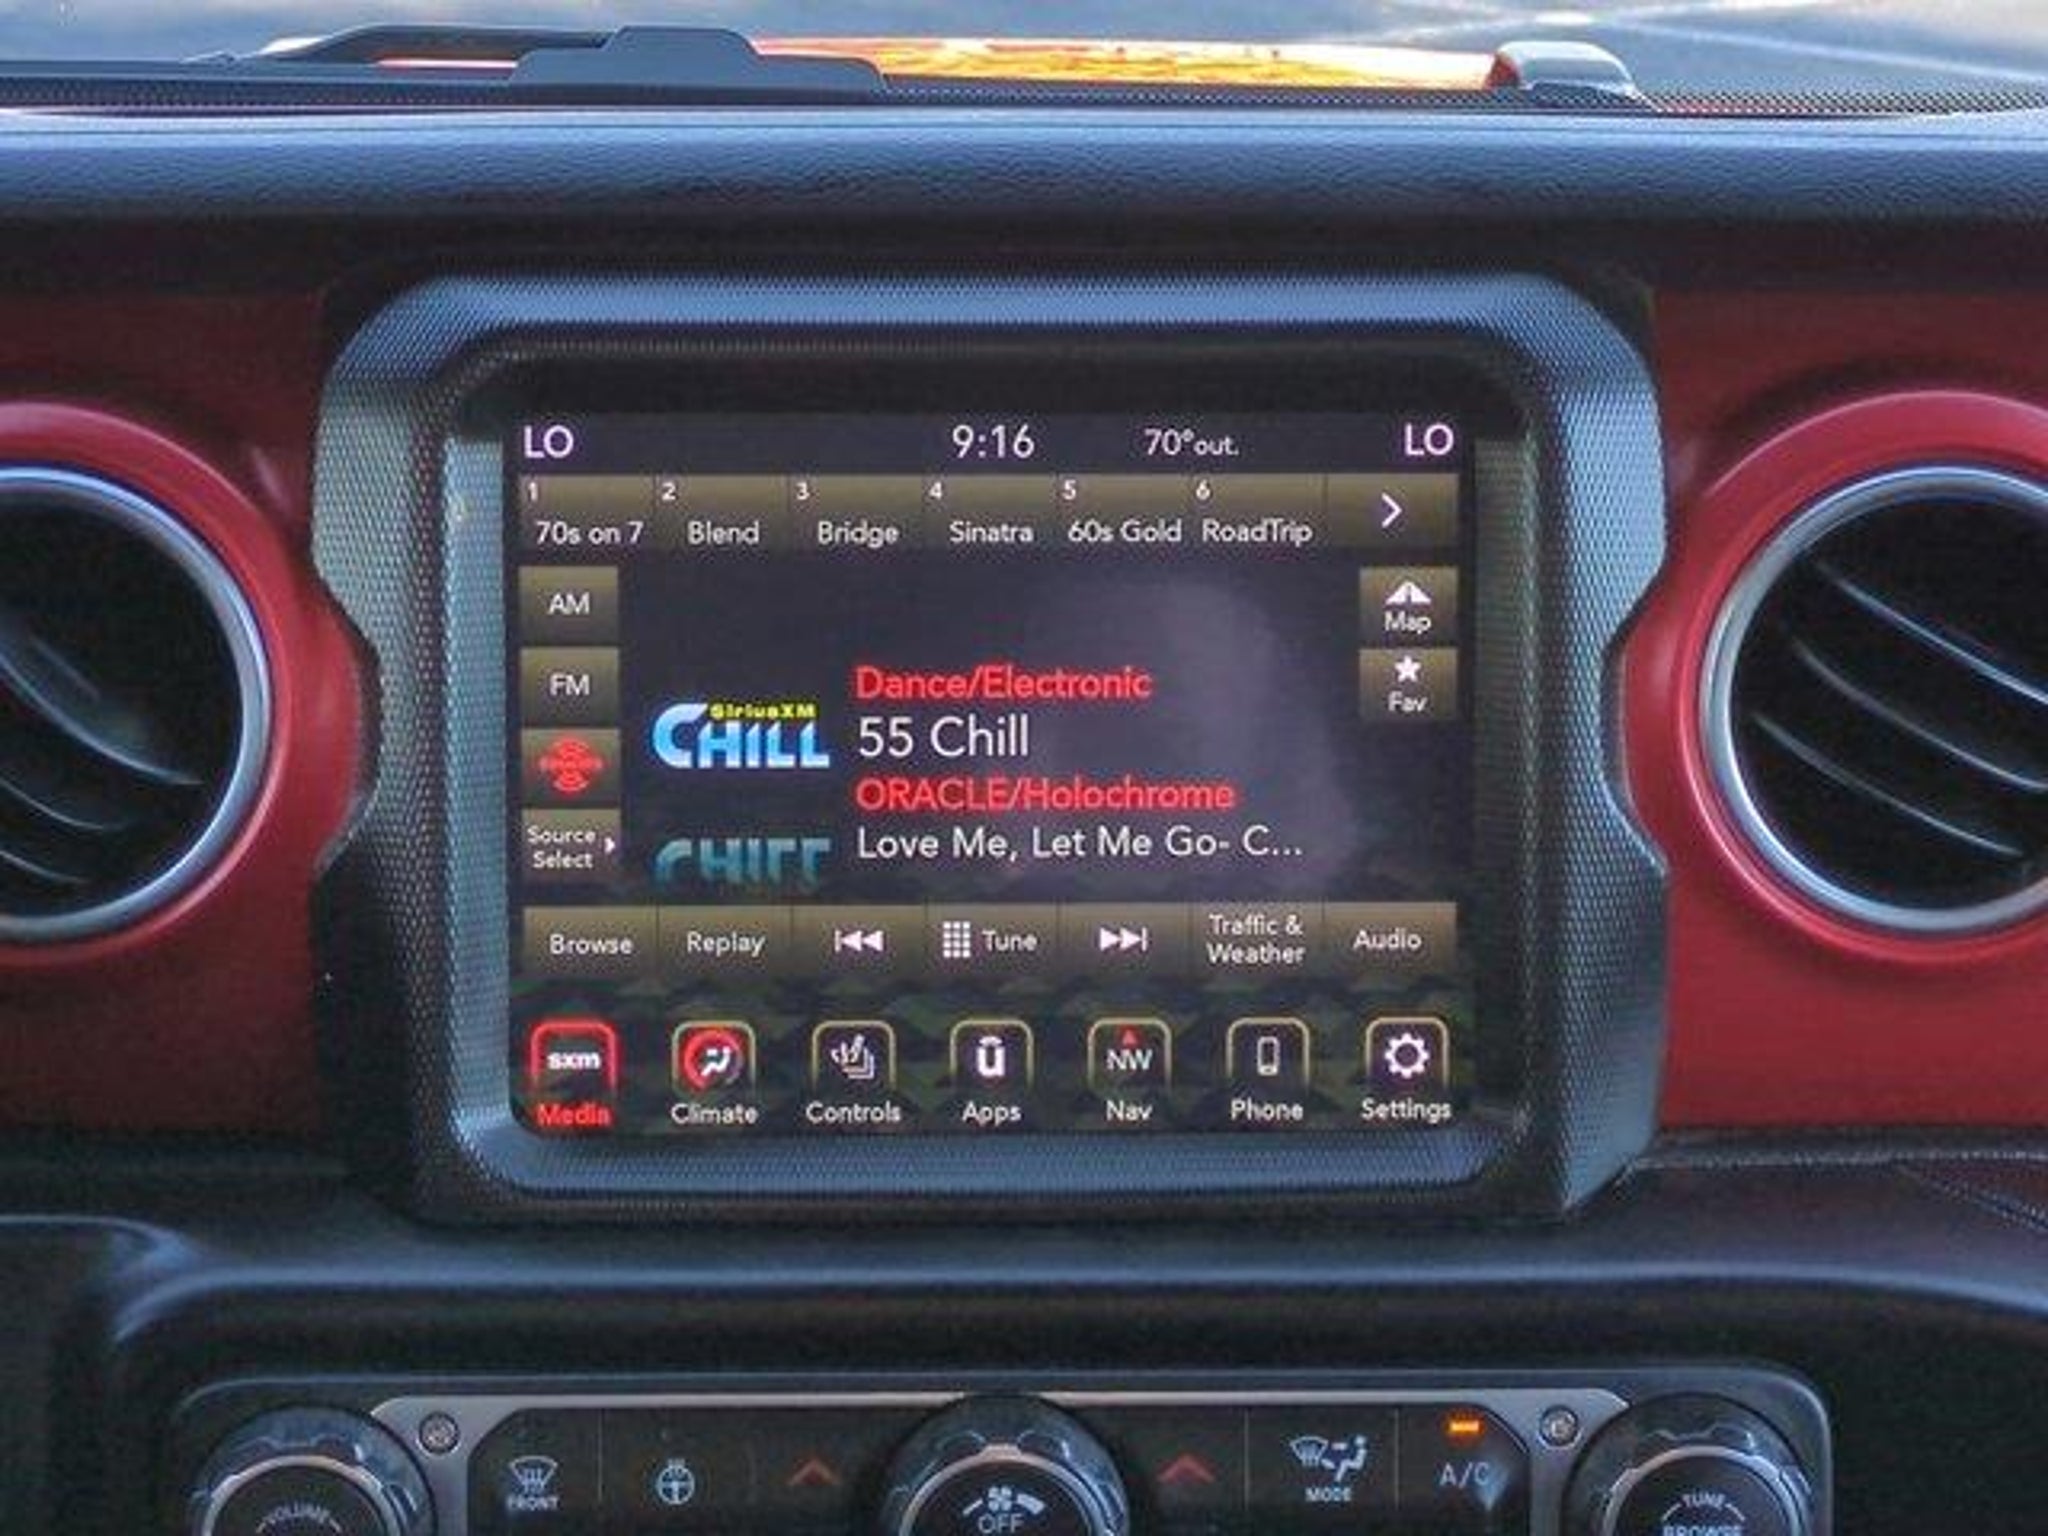 LO 9:16 70°out. LO
1 2 3 4 5 6
70s on 7 Blend Bridge Sinatra 60s Gold RoadTrip
AM
Map
FM
Fav
SiriusXM
CHILL
Dance/Electronic
55 Chill
ORACLE/Holochrome
Love Me, Let Me Go- C...
Source
Select
Browse Replay Tune Traffic & Audio
Weather
sxm NW
Media Climate Controls Apps Nav Phone Settings
FRONT MODE A/C
VOLUME OFF TUNE
BROWSE